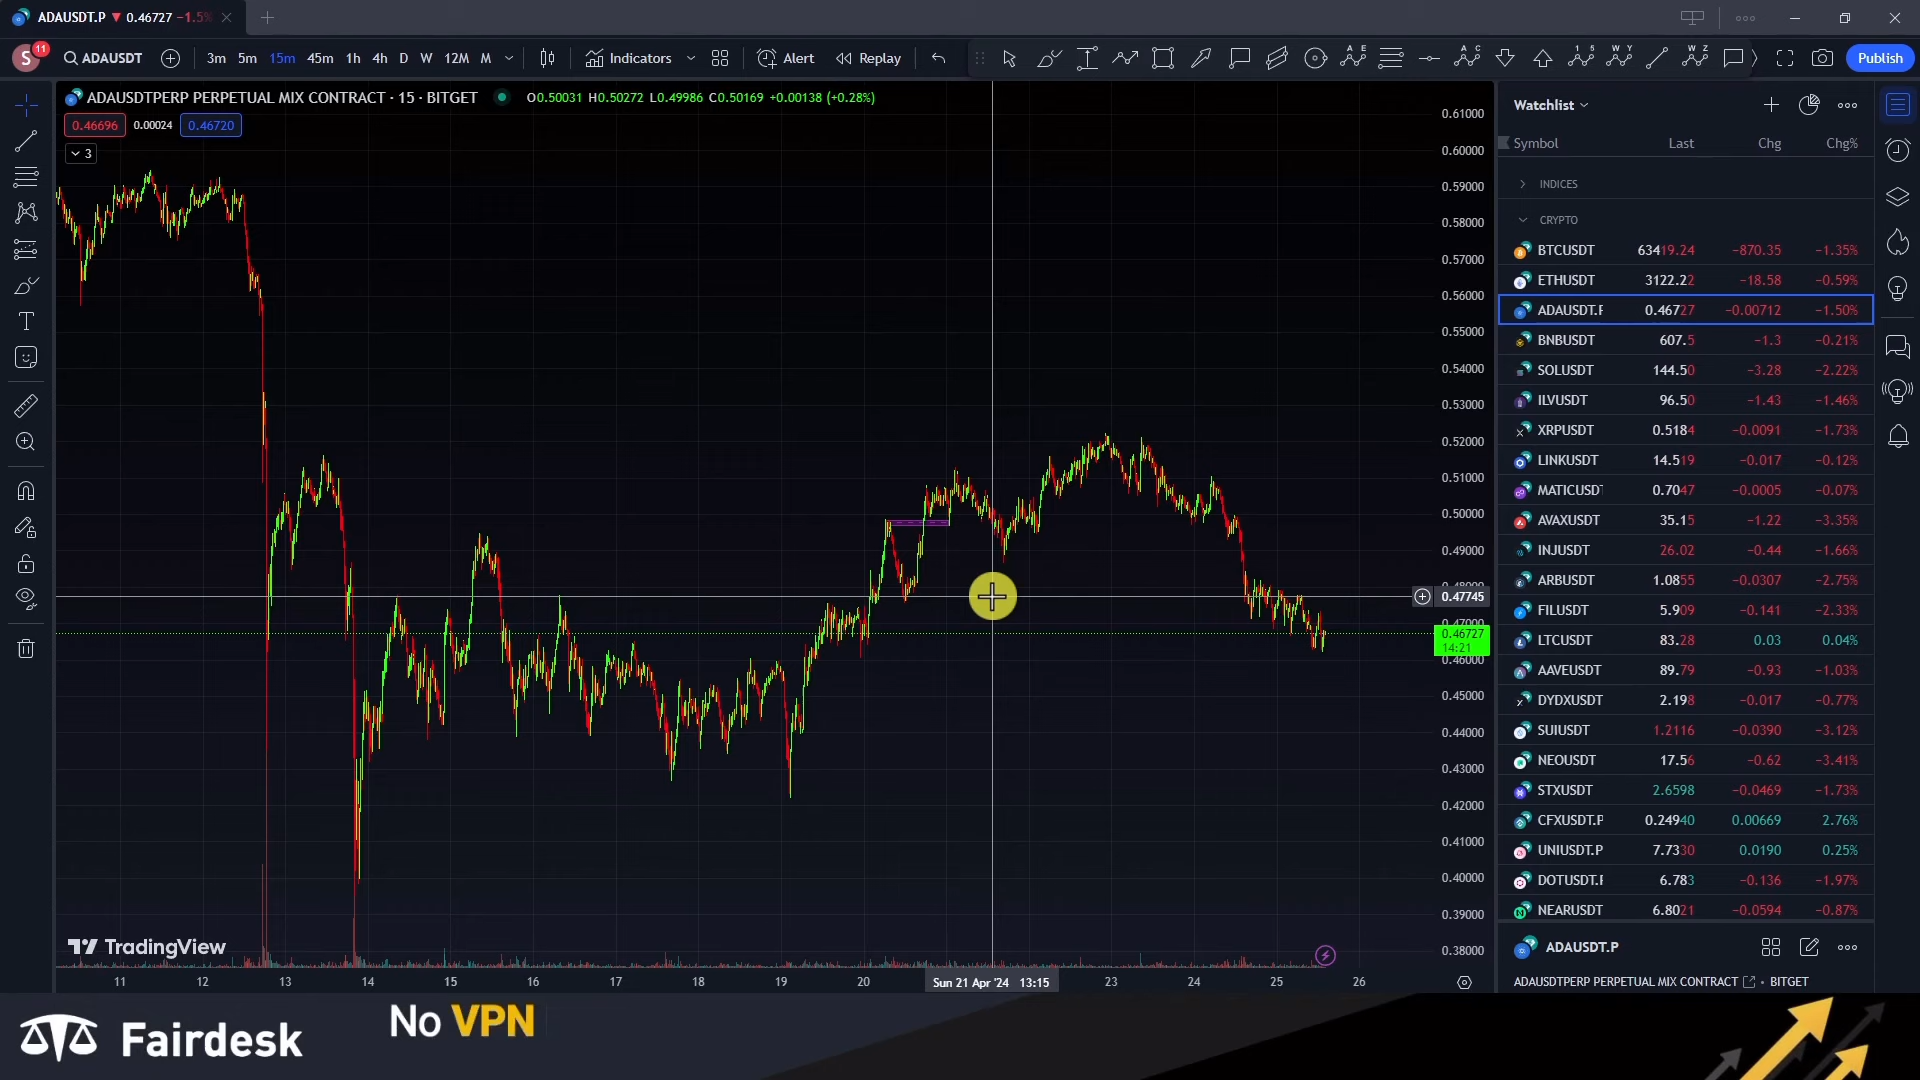 ADAUSDT.P ▼ 0.46727 −1.5%
S 11 ADAUSDT 3m 5m 15m 45m 1h 4h D W 12M M Indicators Alert Replay Publish
ADAUSDTPERP PERPETUAL MIX CONTRACT · 15 · BITGET O0.50031 H0.50272 L0.49986 C0.50169 +0.00138 (+0.28%)
0.46696 0.00024 0.46720
3
0.61000
0.60000
0.59000
0.58000
0.57000
0.56000
0.55000
0.54000
0.53000
0.52000
0.51000
0.50000
0.49000
0.47745
0.46727
14:21
0.46000
0.45000
0.44000
0.43000
0.42000
0.41000
0.40000
0.39000
0.38000
TradingView
11 12 13 14 15 16 17 18 19 20 Sun 21 Apr '24 13:15 23 24 25 26
Watchlist
Symbol Last Chg Chg%
INDICES
CRYPTO
BTCUSDT 63419.24 −870.35 −1.35%
ETHUSDT 3122.22 −18.58 −0.59%
ADAUSDT.P 0.46727 −0.00712 −1.50%
BNBUSDT 607.5 −1.3 −0.21%
SOLUSDT 144.50 −3.28 −2.22%
ILVUSDT 96.50 −1.43 −1.46%
XRPUSDT 0.5184 −0.0091 −1.73%
LINKUSDT 14.519 −0.017 −0.12%
MATICUSDT 0.7047 −0.0005 −0.07%
AVAXUSDT 35.15 −1.22 −3.35%
INJUSDT 26.02 −0.44 −1.66%
ARBUSDT 1.0855 −0.0307 −2.75%
FILUSDT 5.909 −0.141 −2.33%
LTCUSDT 83.28 0.03 0.04%
AAVEUSDT 89.79 −0.93 −1.03%
DYDXUSDT 2.198 −0.017 −0.77%
SUIUSDT 1.2116 −0.0390 −3.12%
NEOUSDT 17.56 −0.62 −3.41%
STXUSDT 2.6598 −0.0469 −1.73%
CFXUSDT.P 0.24940 0.00669 2.76%
UNIUSDT.P 7.7330 0.0190 0.25%
DOTUSDT.P 6.783 −0.136 −1.97%
NEARUSDT 6.8021 −0.0594 −0.87%
ADAUSDT.P
ADAUSDTPERP PERPETUAL MIX CONTRACT • BITGET
Fairdesk
No VPN